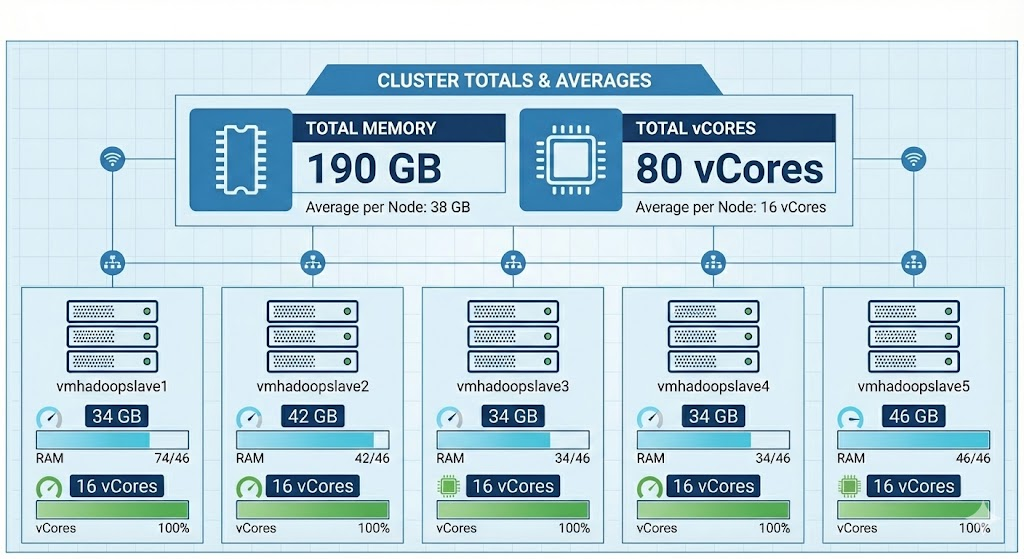 CLUSTER TOTALS & AVERAGES
TOTAL MEMORY
190 GB
Average per Node: 38 GB
TOTAL vCORES
80 vCores
Average per Node: 16 vCores
vmhadoopslave1
34 GB
RAM 74/46
16 vCores
vCores 100%
vmhadoopslave2
42 GB
RAM 42/46
16 vCores
vCores 100%
vmhadoopslave3
34 GB
RAM 34/46
16 vCores
vCores 100%
vmhadoopslave4
34 GB
RAM 34/46
16 vCores
vCores 100%
vmhadoopslave5
46 GB
RAM 46/46
16 vCores
vCores 100%